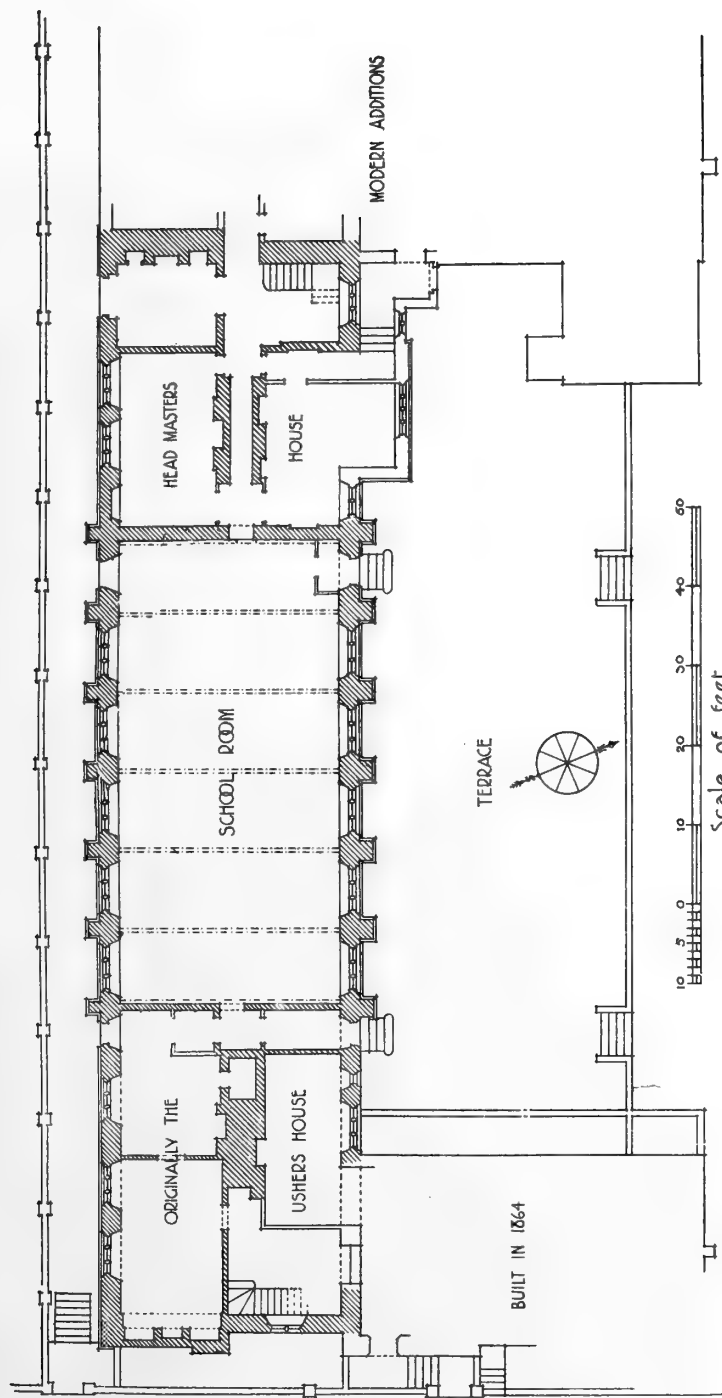 MODERN ADDITIONS
HEAD MASTERS
HOUSE
SCHOOL ROOM
TERRACE
ORIGINALLY THE
USHERS HOUSE
BUILT IN 1864
10 5 0 10 20 30 40 50
Scale of feet